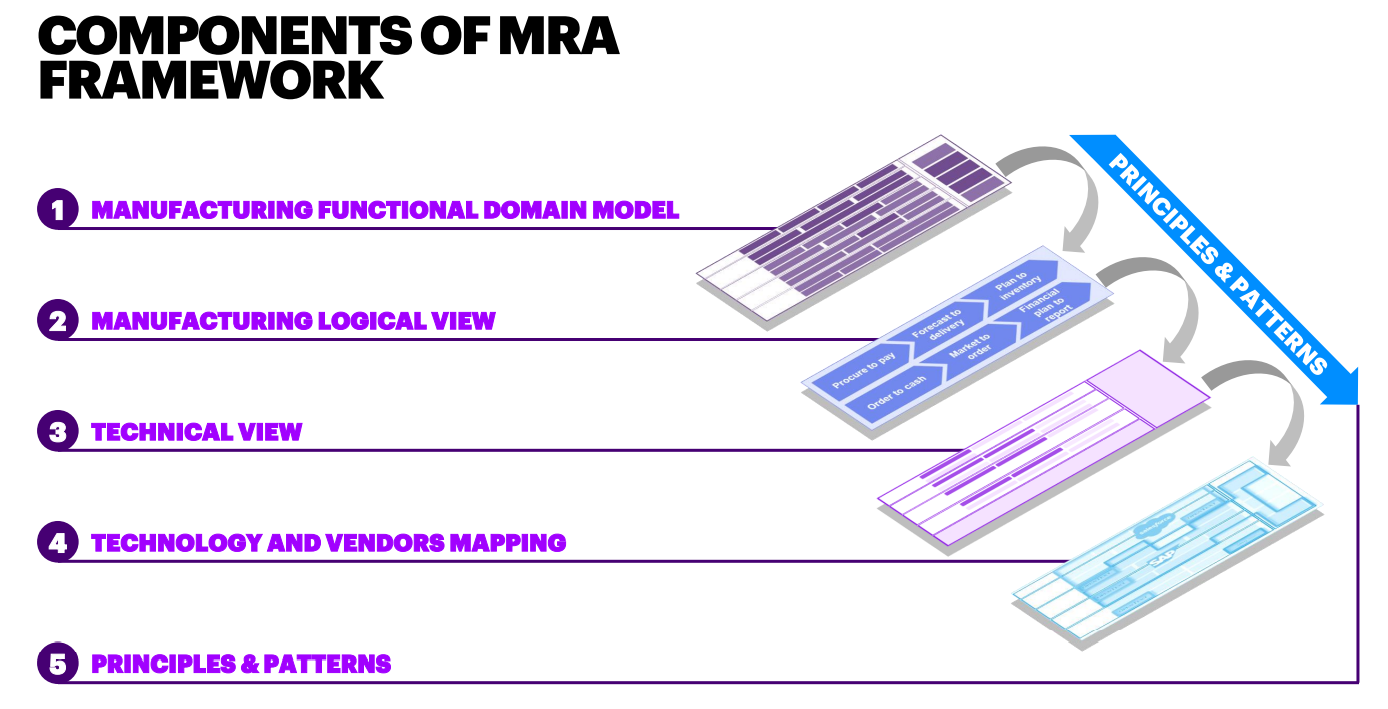 COMPONENTS OF MRA
FRAMEWORK
1 MANUFACTURING FUNCTIONAL DOMAIN MODEL
2 MANUFACTURING LOGICAL VIEW
3 TECHNICAL VIEW
4 TECHNOLOGY AND VENDORS MAPPING
5 PRINCIPLES & PATTERNS
PRINCIPLES & PATTERNS
Procure to pay
Forecast to
delivery
Plan to
inventory
Order to cash
Market to
order
Financial
plan to
report
SAP